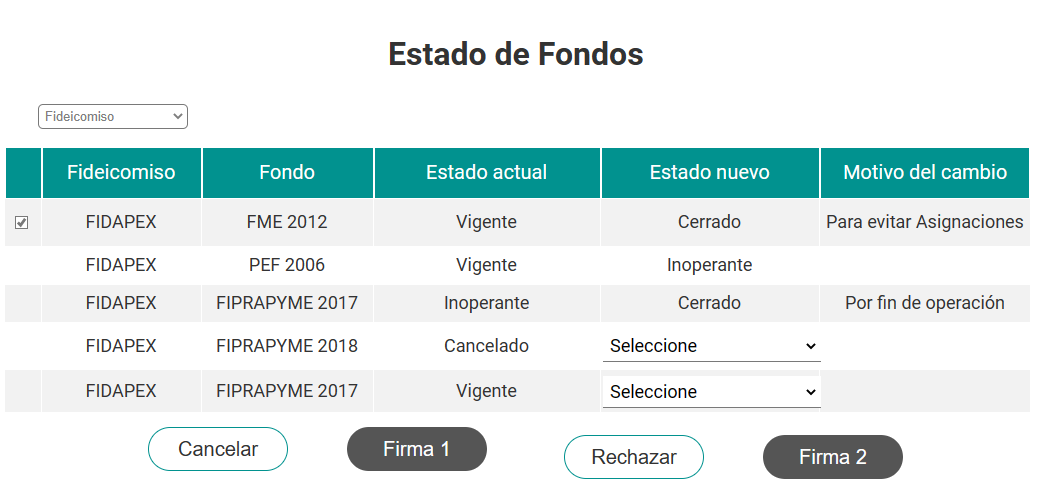 Estado de Fondos
Fideicomiso
Fideicomiso Fondo Estado actual Estado nuevo Motivo del cambio
FIDAPEX FME 2012 Vigente Cerrado Para evitar Asignaciones
FIDAPEX PEF 2006 Vigente Inoperante
FIDAPEX FIPRAPYME 2017 Inoperante Cerrado Por fin de operación
FIDAPEX FIPRAPYME 2018 Cancelado Seleccione
FIDAPEX FIPRAPYME 2017 Vigente Seleccione
Cancelar Firma 1 Rechazar Firma 2